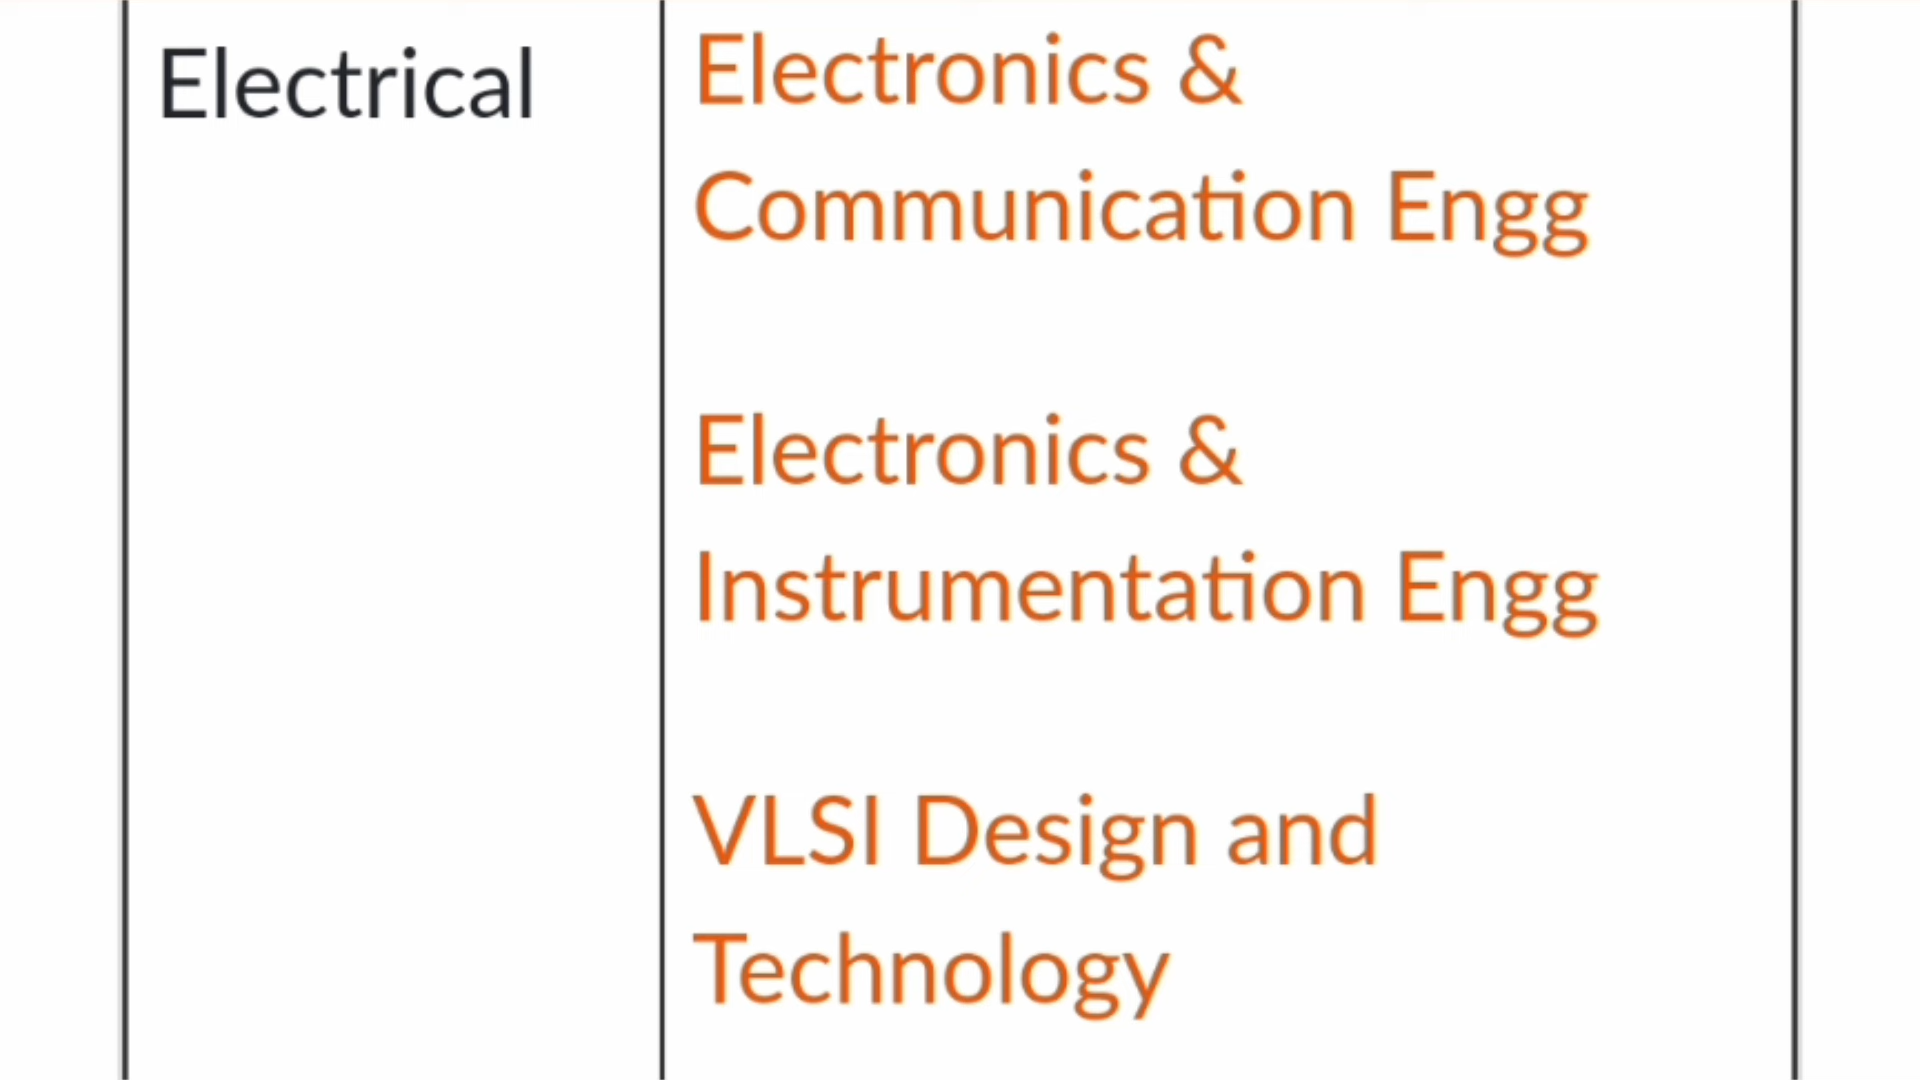 Electrical
Electronics &
Communication Engg
Electronics &
Instrumentation Engg
VLSI Design and
Technology